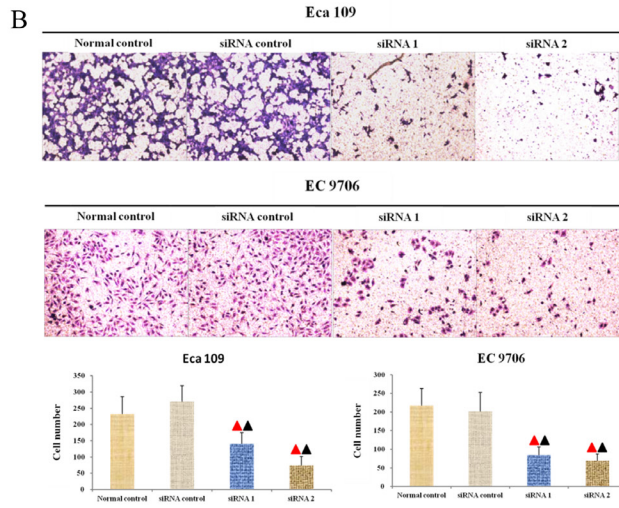 B
Eca 109
Normal control siRNA control siRNA 1 siRNA 2
EC 9706
Normal control siRNA control siRNA 1 siRNA 2
Eca 109
Cell number
350
300
250
200
150
100
50
0
Normal control siRNA control siRNA 1 siRNA 2
EC 9706
Cell number
300
250
200
150
100
50
0
Normal control siRNA control siRNA 1 siRNA 2